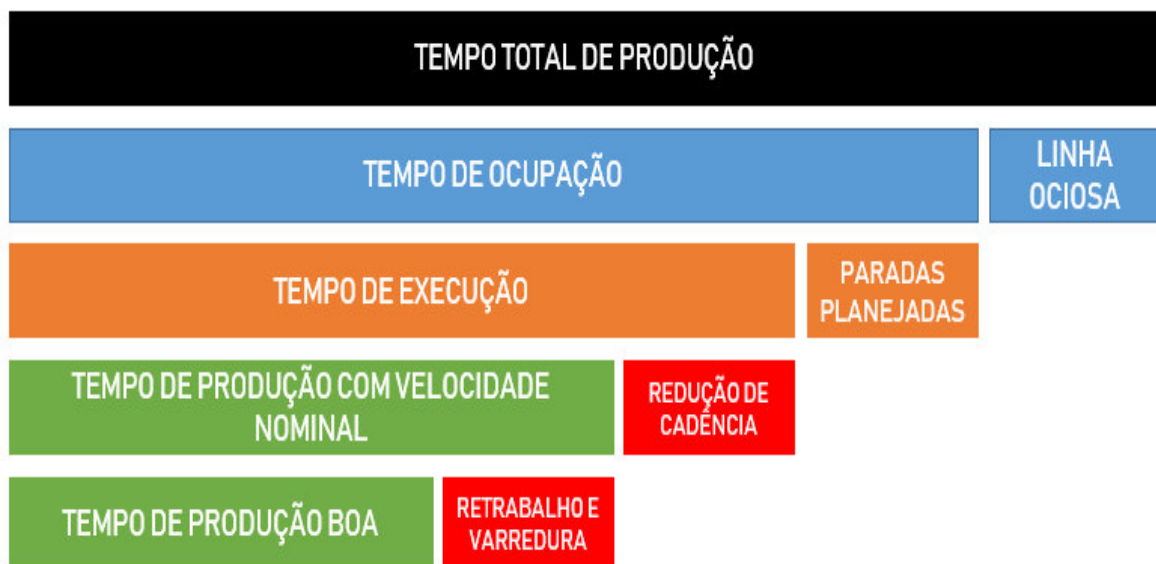 TEMPO TOTAL DE PRODUÇÃO
TEMPO DE OCUPAÇÃO
LINHA
OCIOSA
TEMPO DE EXECUÇÃO
PARADAS
PLANEJADAS
TEMPO DE PRODUÇÃO COM VELOCIDADE
NOMINAL
REDUÇÃO DE
CADÊNCIA
TEMPO DE PRODUÇÃO BOA
RETRABALHO E
VARREDURA